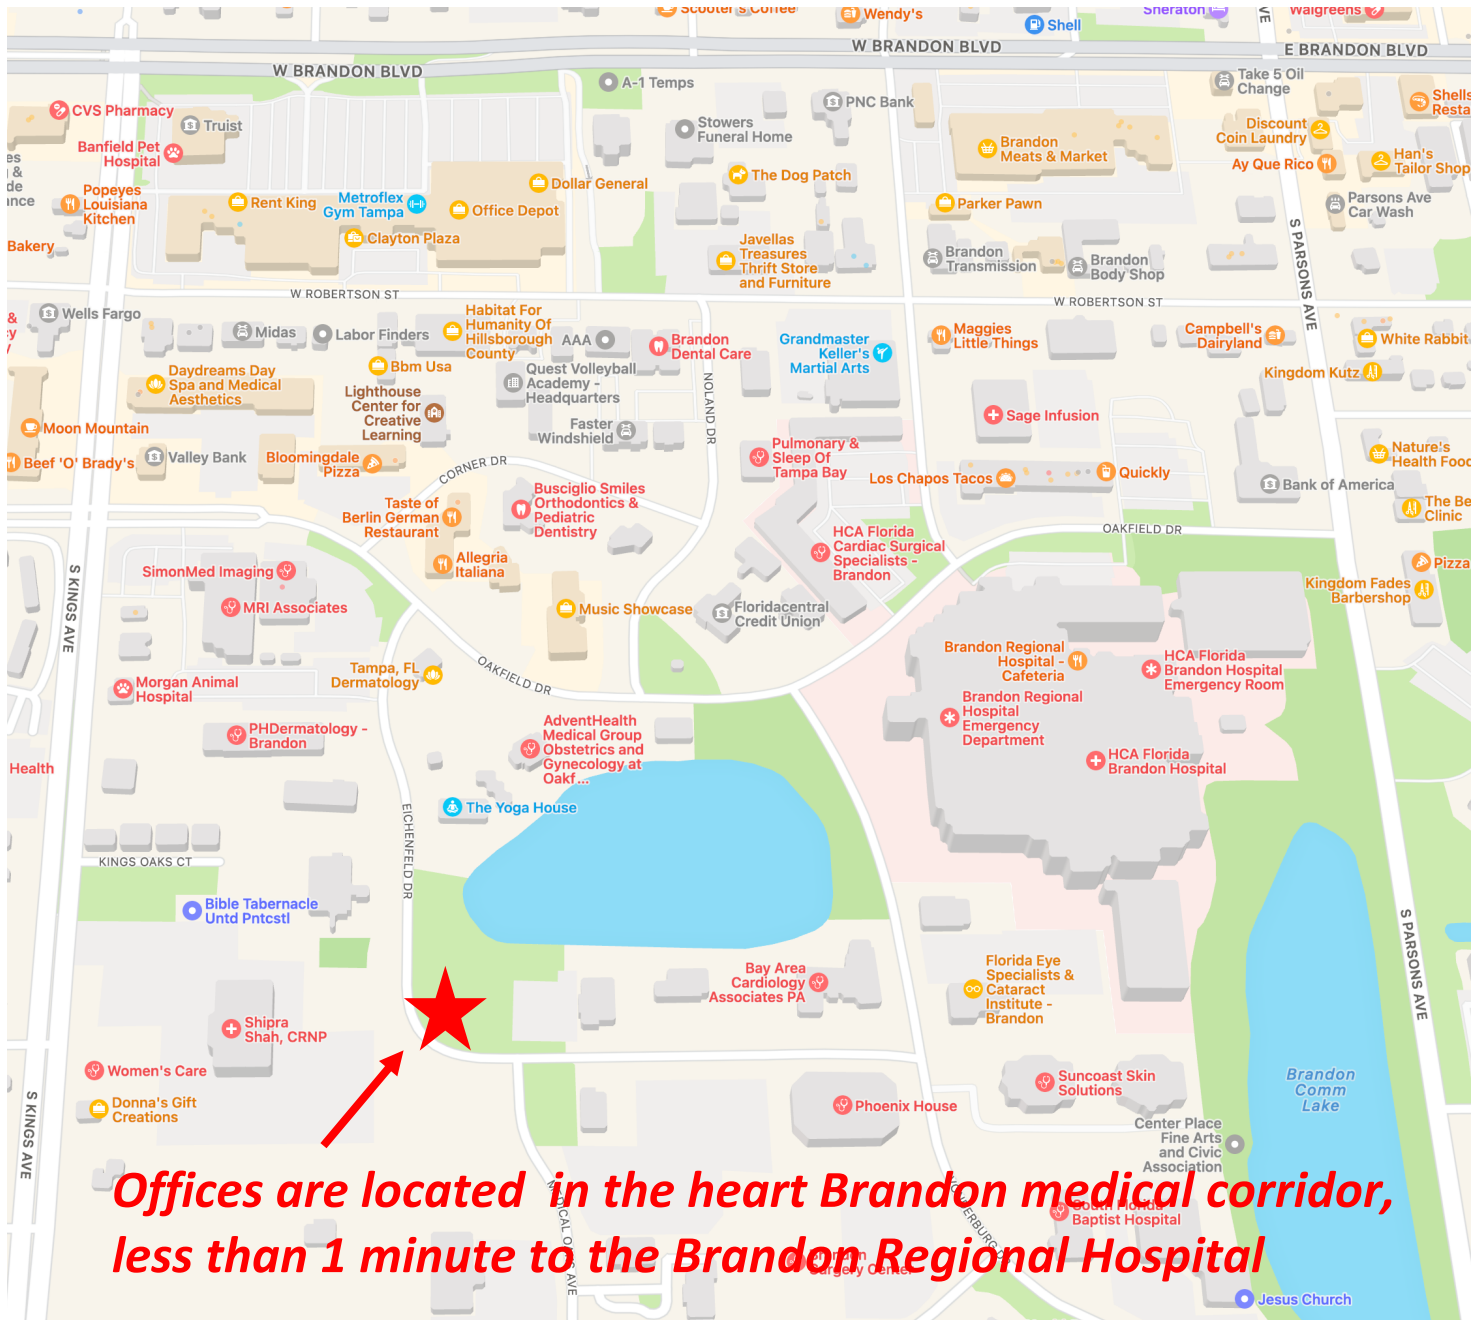 Scooter's Coffee
Wendy's
Shell
Sheraton
Walgreens
W BRANDON BLVD
E BRANDON BLVD
W BRANDON BLVD
AVE
CVS Pharmacy
Truist
Banfield Pet
Hospital
Popeyes
Louisiana
Kitchen
Bakery
Rent King
Metroflex
Gym Tampa
Clayton Plaza
Office Depot
Dollar General
A-1 Temps
Stowers
Funeral Home
PNC Bank
The Dog Patch
Javellas
Treasures
Thrift Store
and Furniture
Brandon
Meats & Market
Parker Pawn
Brandon
Transmission
Brandon
Body Shop
Take 5 Oil
Change
Discount
Coin Laundry
Ay Que Rico
Shells
Han's
Tailor Shop
Parsons Ave
Car Wash
S PARSONS AVE
W ROBERTSON ST
W ROBERTSON ST
Wells Fargo
Midas
Labor Finders
Habitat For
Humanity Of
Hillsborough
County
AAA
Brandon
Dental Care
Grandmaster
Keller's
Martial Arts
Maggies
Little Things
Campbell's
Dairyland
White Rabbit
Kingdom Kutz
Daydreams Day
Spa and Medical
Aesthetics
Bbm Usa
Quest Volleyball
Academy -
Headquarters
Lighthouse
Center for
Creative
Learning
Faster
Windshield
NOLAND DR
Sage Infusion
Moon Mountain
Beef 'O' Brady's
Valley Bank
Bloomingdale
Pizza
CORNER DR
Pulmonary &
Sleep Of
Tampa Bay
Los Chapos Tacos
Quickly
Bank of America
Nature's
Health Food
The Be
Clinic
Taste of
Berlin German
Restaurant
Busciglio Smiles
Orthodontics &
Pediatric
Dentistry
Allegria
Italiana
HCA Florida
Cardiac Surgical
Specialists -
Brandon
OAKFIELD DR
Pizza
Kingdom Fades
Barbershop
S KINGS AVE
SimonMed Imaging
MRI Associates
Music Showcase
Floridacentral
Credit Union
Tampa, FL
Dermatology
OAKFIELD DR
Morgan Animal
Hospital
PHDermatology -
Brandon
Brandon Regional
Hospital -
Cafeteria
HCA Florida
Brandon Hospital
Emergency Room
Brandon Regional
Hospital
Emergency
Department
HCA Florida
Brandon Hospital
AdventHealth
Medical Group
Obstetrics and
Gynecology at
Oakf...
Health
The Yoga House
EICHENFELD DR
KINGS OAKS CT
Bible Tabernacle
Untd Pntcstl
S PARSONS AVE
Bay Area
Cardiology
Associates PA
Florida Eye
Specialists &
Cataract
Institute -
Brandon
Shipra
Shah, CRNP
Women's Care
Donna's Gift
Creations
S KINGS AVE
Phoenix House
Suncoast Skin
Solutions
Brandon
Comm
Lake
Center Place
Fine Arts
and Civic
Association
Offices are located in the heart Brandon medical corridor,
less than 1 minute to the Brandon Regional Hospital
South Florida
Baptist Hospital
Brandon
Surgery Center
Jesus Church